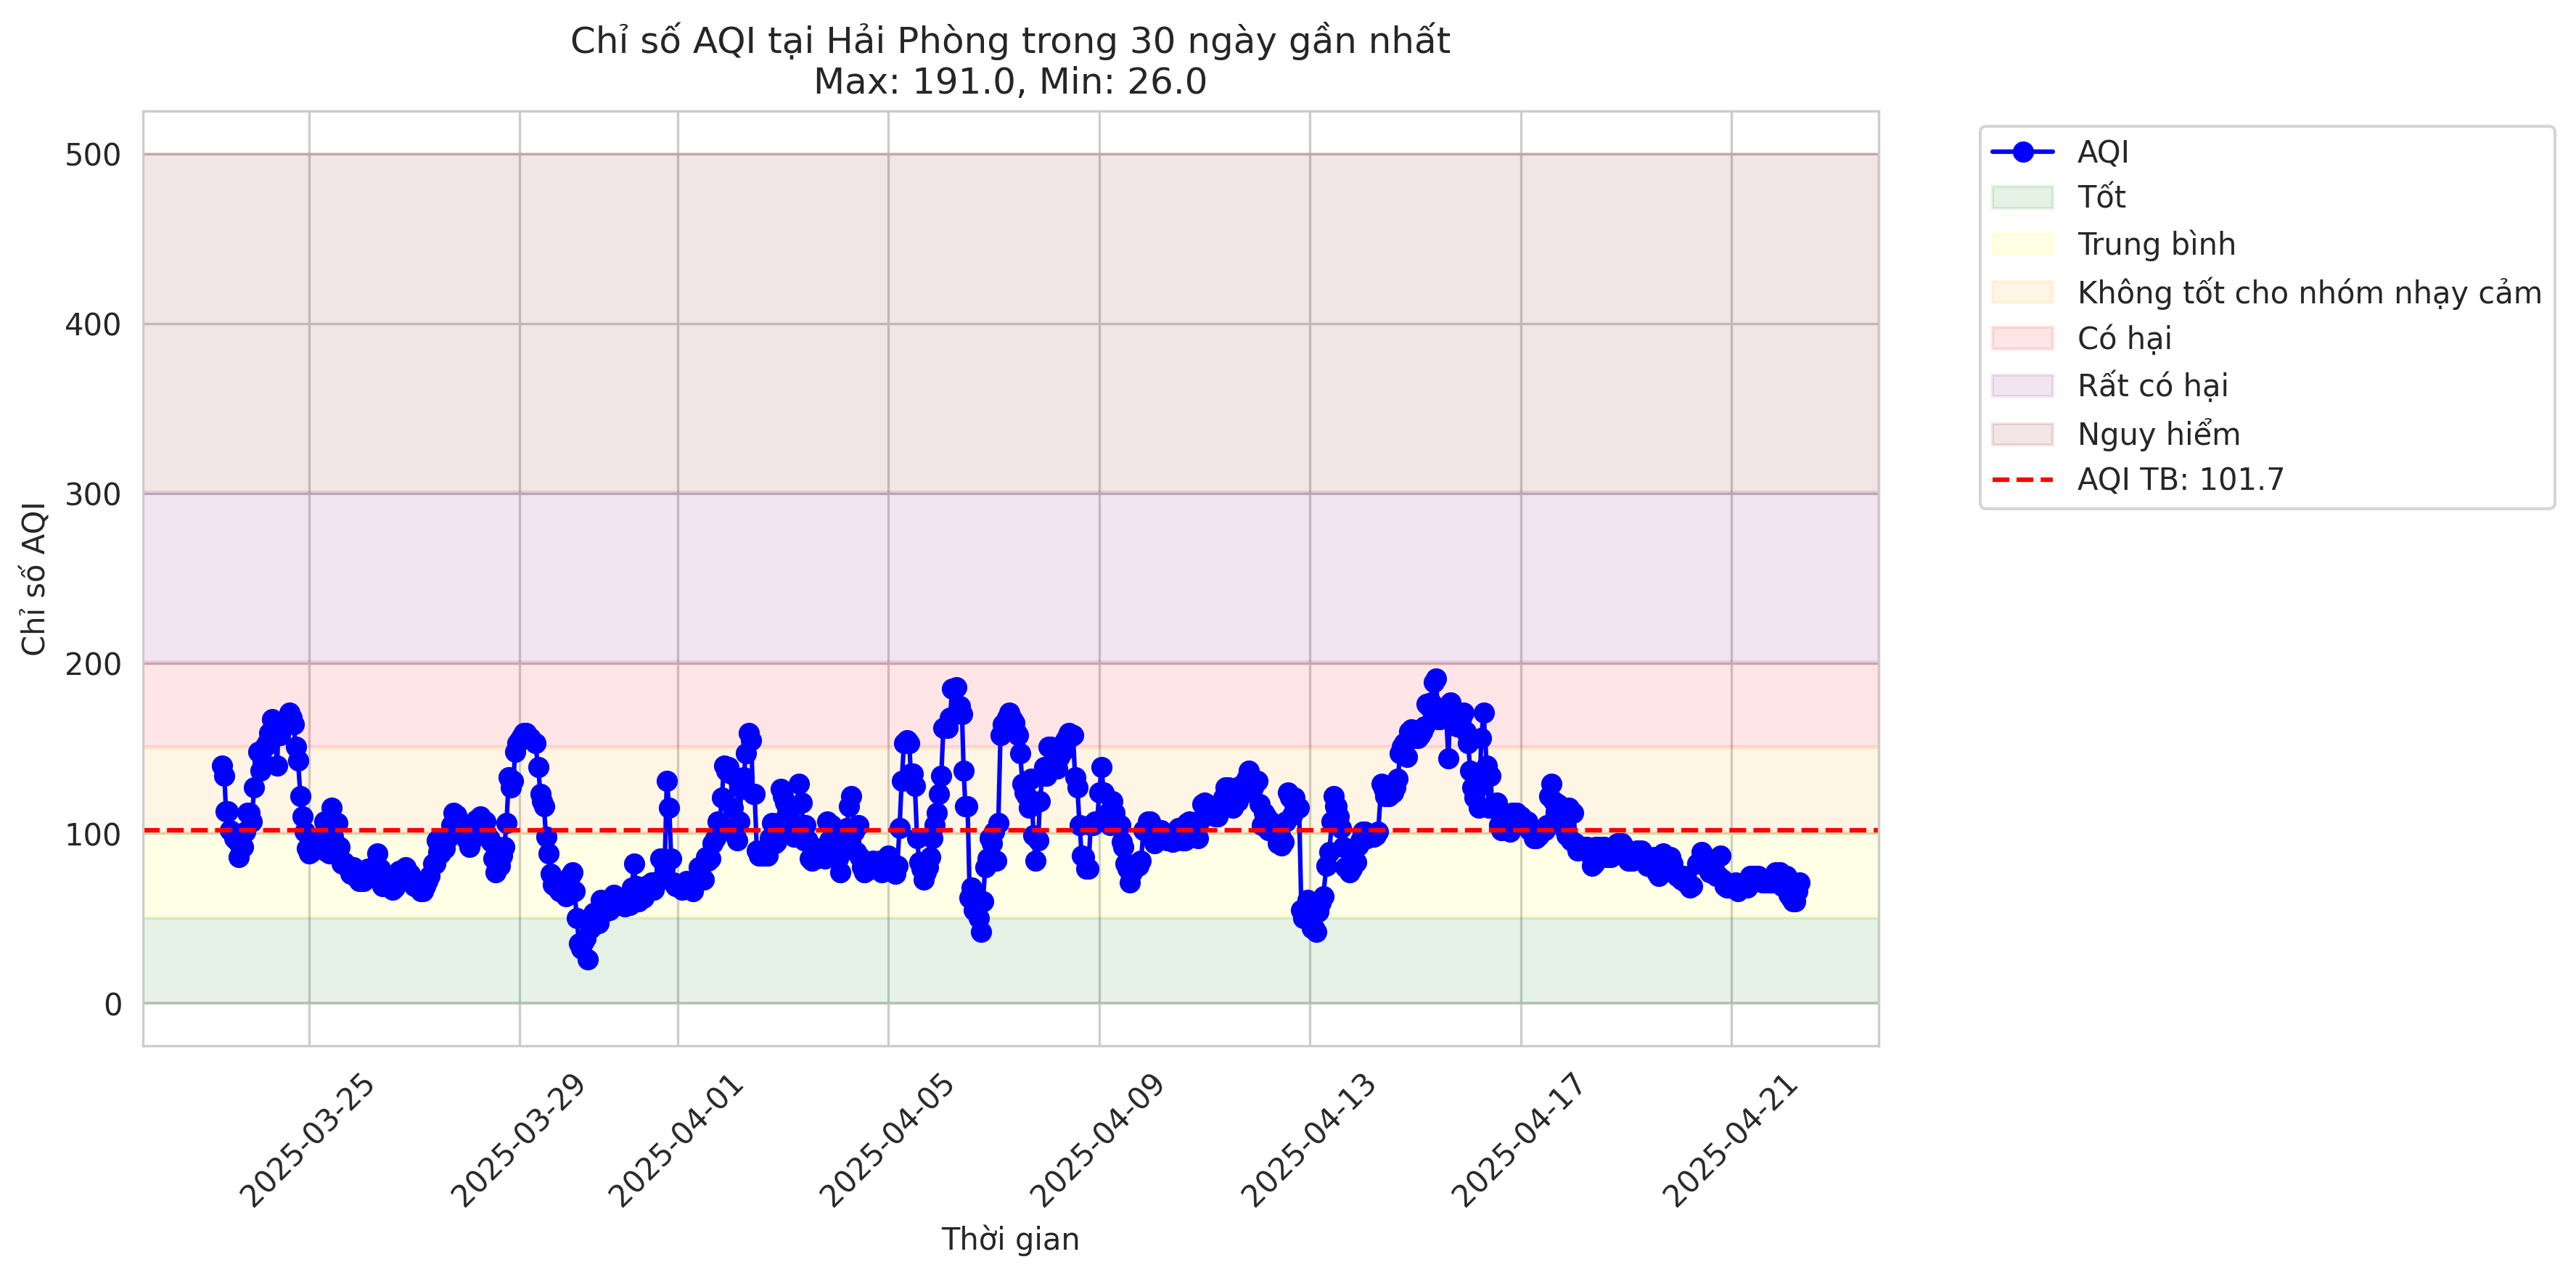 Chỉ số AQI tại Hải Phòng trong 30 ngày gần nhất
Max: 191.0, Min: 26.0
Chỉ số AQI
500
400
300
200
100
0
2025-03-25
2025-03-29
2025-04-01
2025-04-05
2025-04-09
2025-04-13
2025-04-17
2025-04-21
Thời gian
AQI
Tốt
Trung bình
Không tốt cho nhóm nhạy cảm
Có hại
Rất có hại
Nguy hiểm
AQI TB: 101.7